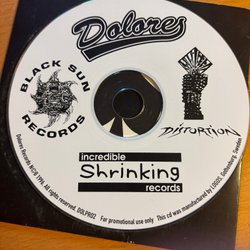 Dolores
BLACK SUN
RECORDS
DISTORTION
incredible
Shrinking
records
Dolores Records ℗©® 1994. All rights reserved. DOLPR02 For promotional use only This cd was manufactured by LOGOS, Gothenburg, Sweden